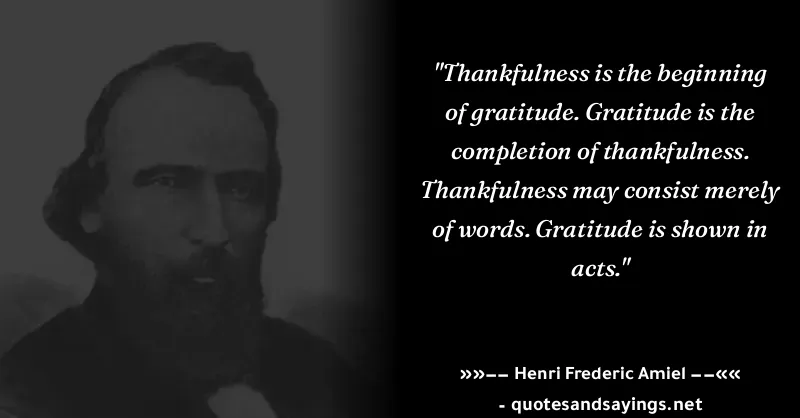 "Thankfulness is the beginning
of gratitude. Gratitude is the
completion of thankfulness.
Thankfulness may consist merely
of words. Gratitude is shown in
acts."
»»−− Henri Frederic Amiel −−««
- quotesandsayings.net